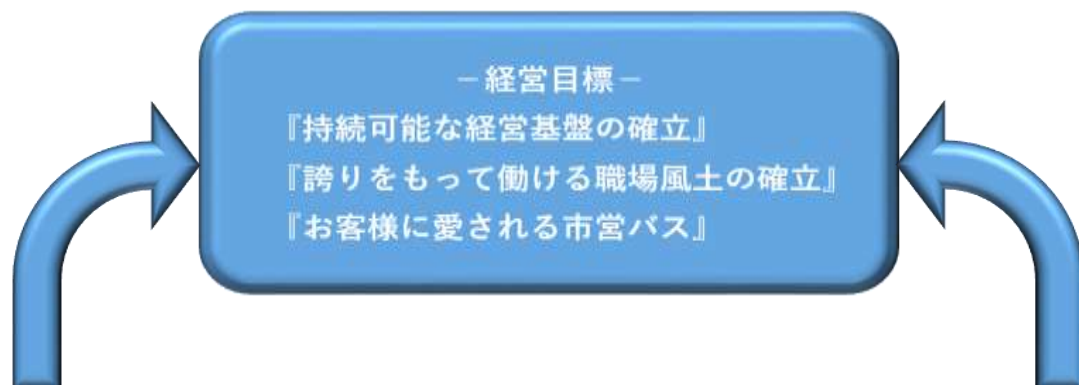 －経営目標－
『持続可能な経営基盤の確立』
『誇りをもって働ける職場風土の確立』
『お客様に愛される市営バス』